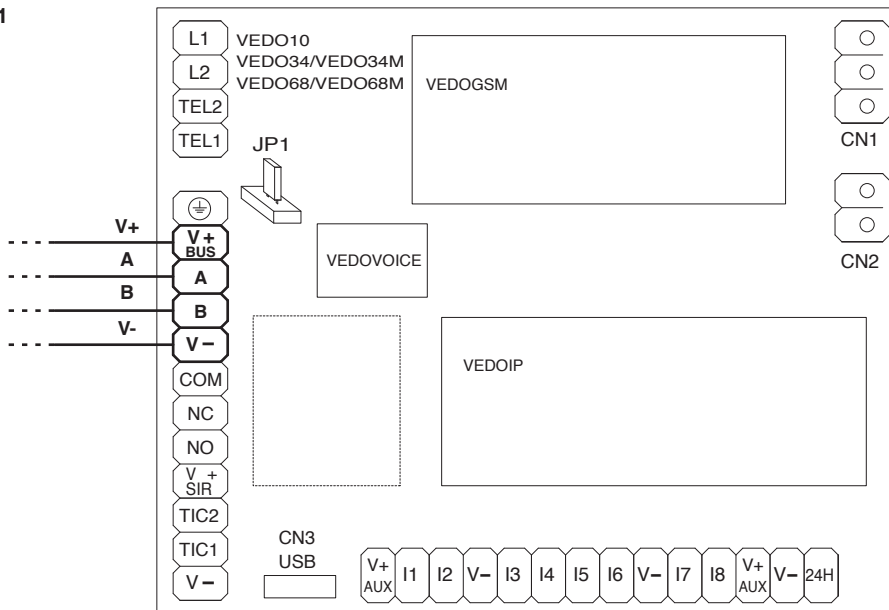 1
L1
L2
TEL2
TEL1
VEDO10
VEDO34/VEDO34M
VEDO68/VEDO68M
JP1
VEDOGSM
CN1
CN2
VEDOVOICE
VEDOIP
V+
A
B
V-
V+
BUS
A
B
V–
COM
NC
NO
V +
SIR
TIC2
TIC1
V–
CN3
USB
V+
AUX
I1
I2
V–
I3
I4
I5
I6
V–
I7
I8
V+
AUX
V–
24H